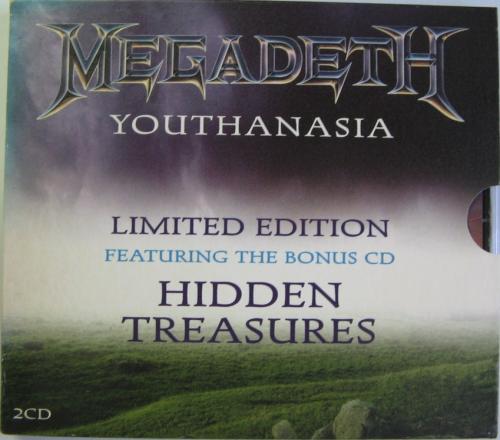 MEGADETH
YOUTHANASIA
LIMITED EDITION
FEATURING THE BONUS CD
HIDDEN
TREASURES
2CD